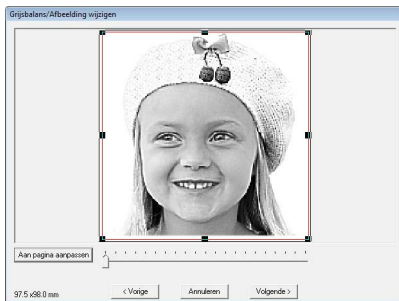 Grijsbalans/Afbeelding wijzigen
Aan pagina aanpassen
97.5 x98.0 mm
< Vorige
Annuleren
Volgende >